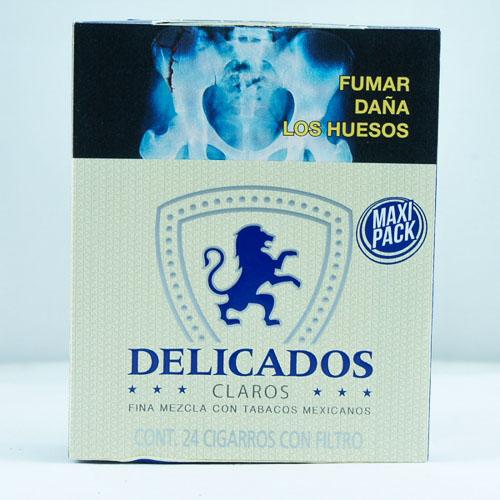 FUMAR
DAÑA
LOS HUESOS
MAXI
PACK
DELICADOS
CLAROS
FINA MEZCLA CON TABACOS MEXICANOS
CONT. 24 CIGARROS CON FILTRO